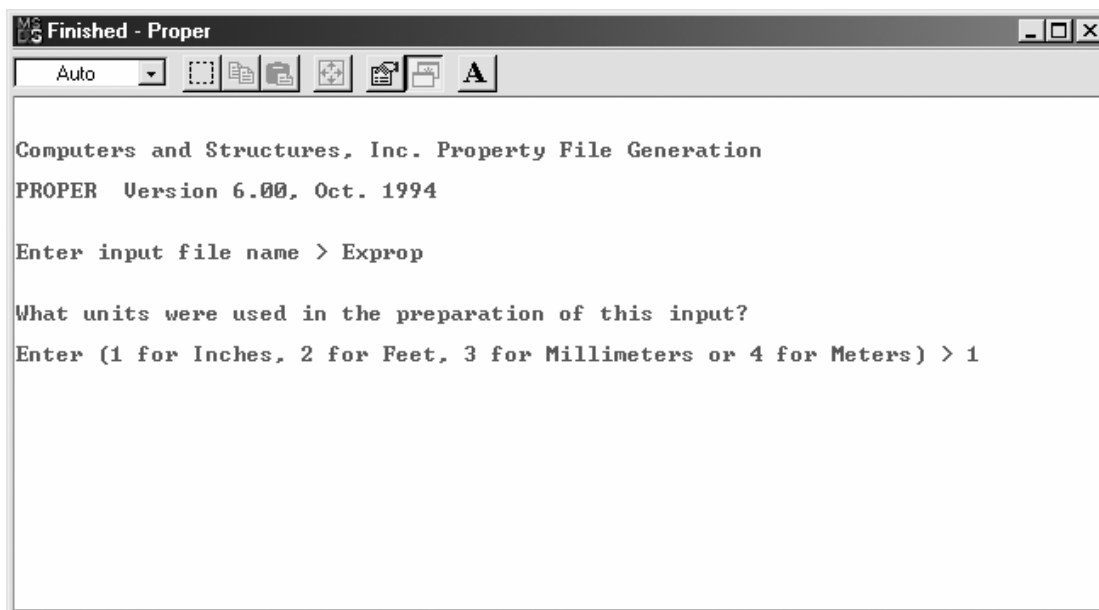 Finished - Proper
Auto
A
Computers and Structures, Inc. Property File Generation
PROPER Version 6.00, Oct. 1994
Enter input file name > Exprop
What units were used in the preparation of this input?
Enter (1 for Inches, 2 for Feet, 3 for Millimeters or 4 for Meters) > 1